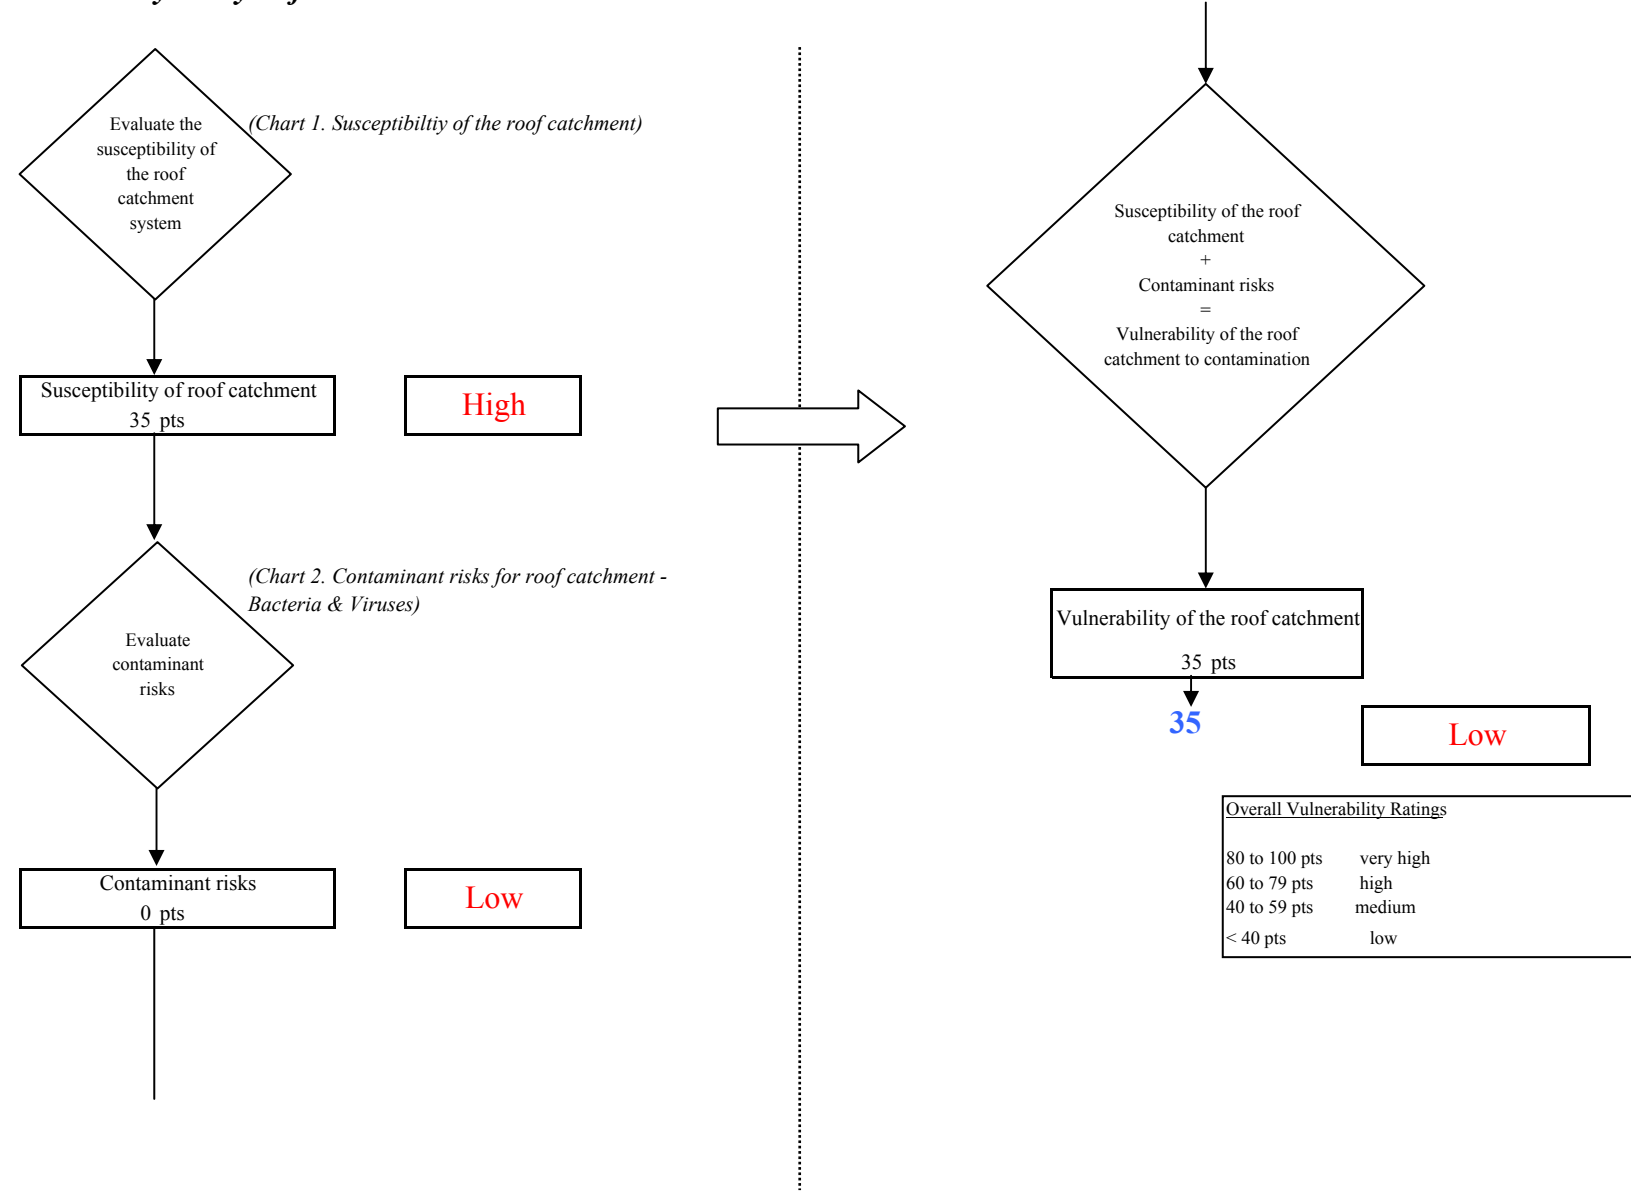 Evaluate the
susceptibility of
the roof
catchment
system
(Chart 1. Susceptibiltiy of the roof catchment)
Susceptibility of roof catchment
35 pts
High
(Chart 2. Contaminant risks for roof catchment -
Bacteria & Viruses)
Evaluate
contaminant
risks
Contaminant risks
0 pts
Low
Susceptibility of the roof
catchment
+
Contaminant risks
=
Vulnerability of the roof
catchment to contamination
Vulnerability of the roof catchment
35 pts
35
Low
Overall Vulnerability Ratings
80 to 100 pts very high
60 to 79 pts high
40 to 59 pts medium
< 40 pts low